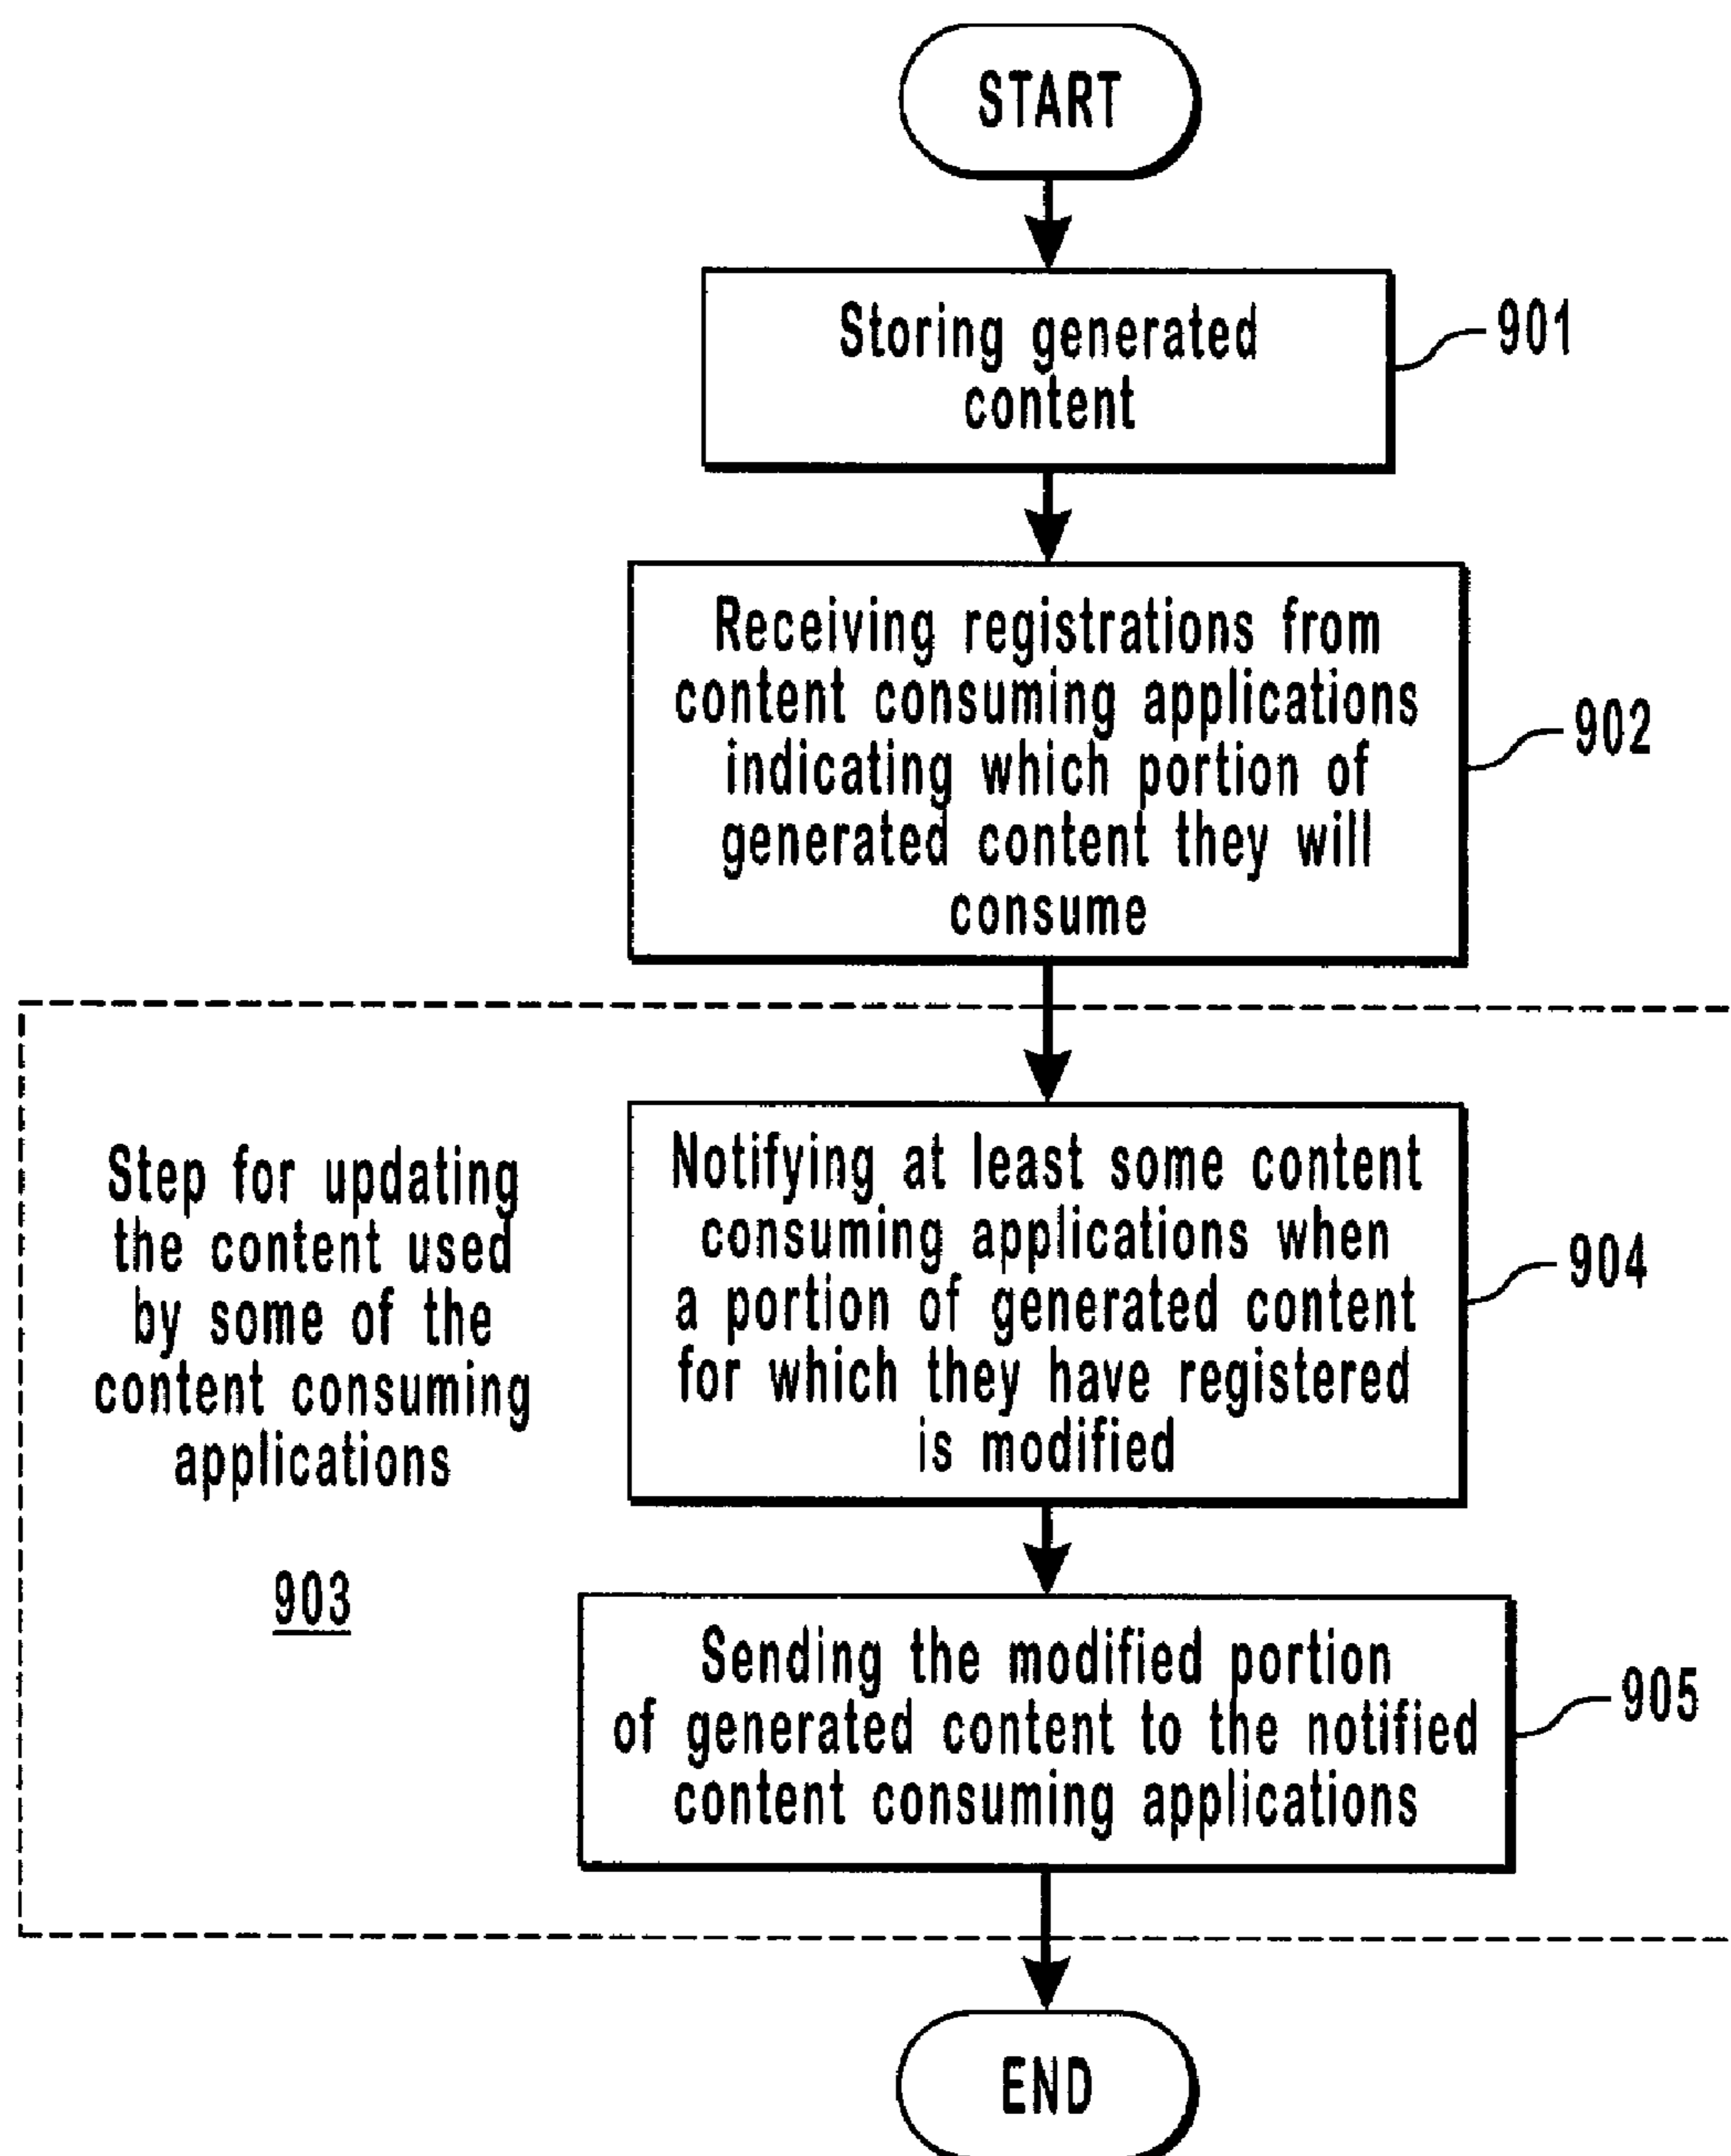 START
Storing generated
content
901
Receiving registrations from
content consuming applications
indicating which portion of
generated content they will
consume
902
Step for updating
the content used
by some of the
content consuming
applications
903
Notifying at least some content
consuming applications when
a portion of generated content
for which they have registered
is modified
904
Sending the modified portion
of generated content to the notified
content consuming applications
905
END